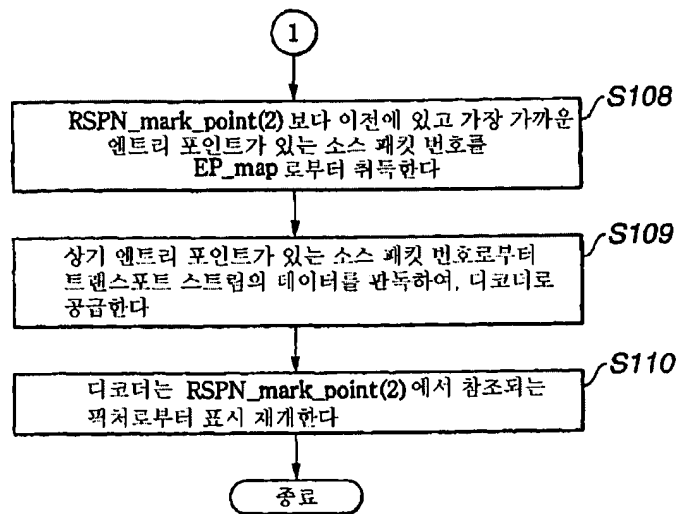 1
S108
RSPN_mark_point(2) 보다 이전에 있고 가장 가까운
엔트리 포인트가 있는 소스 패킷 번호를
EP_map 로부터 취득한다
S109
상기 엔트리 포인트가 있는 소스 패킷 번호로부터
트랜스포트 스트림의 데이터를 판독하여, 디코더로
공급한다
S110
디코더는 RSPN_mark_point(2) 에서 참조되는
픽처로부터 표시 재개한다
종료